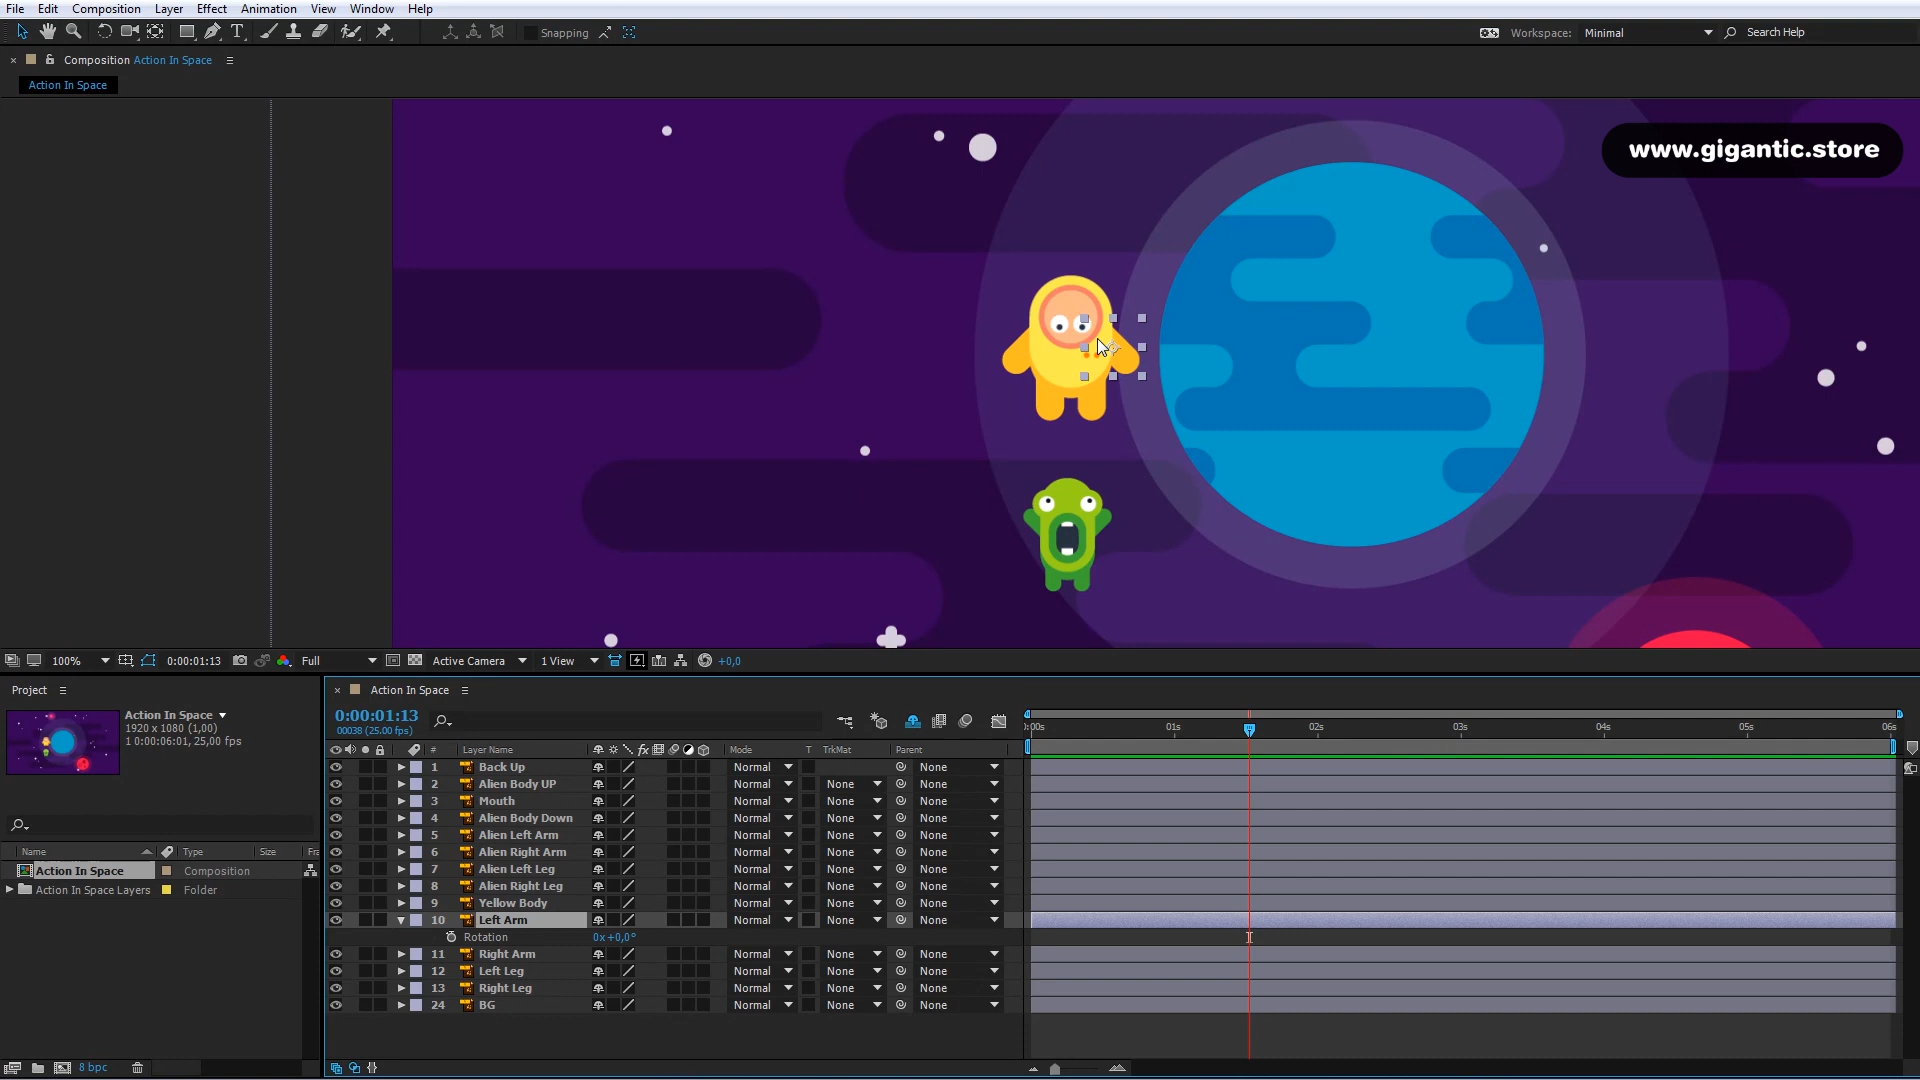 File Edit Composition Layer Effect Animation View Window Help
Snapping Workspace: Minimal Search Help
× Composition Action In Space
Action In Space
www.gigantic.store
100% 0:00:01:13 Full Active Camera 1 View +0,0
Project
Action In Space
1920 x 1080 (1,00)
1 0:00:06:01, 25,00 fps
Name Type Size Fra
Action In Space Composition
Action In Space Layers Folder
8 bpc
× Action In Space
0:00:01:13
00038 (25.00 fps)
:00s 01s 02s 03s 04s 05s 06s
# Layer Name fx Mode T TrkMat Parent
1 Back Up Normal None
2 Alien Body UP Normal None None
3 Mouth Normal None None
4 Alien Body Down Normal None None
5 Alien Left Arm Normal None None
6 Alien Right Arm Normal None None
7 Alien Left Leg Normal None None
8 Alien Right Leg Normal None None
9 Yellow Body Normal None None
10 Left Arm Normal None None
Rotation 0x+0,0°
11 Right Arm Normal None None
12 Left Leg Normal None None
13 Right Leg Normal None None
24 BG Normal None None